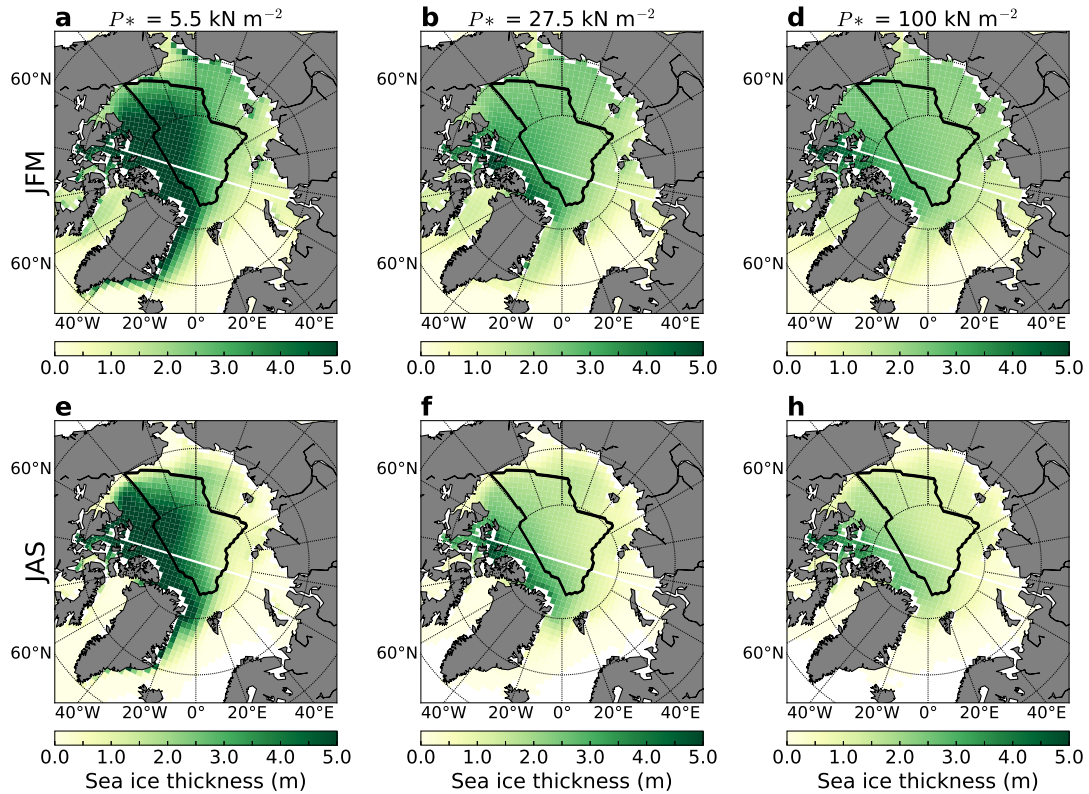 a P∗ = 5.5 kN m⁻² b P∗ = 27.5 kN m⁻² d P∗ = 100 kN m⁻²
JFM
60°N 60°N 60°N
60°N 60°N 60°N
40°W 20°W 0° 20°E 40°E 40°W 20°W 0° 20°E 40°E 40°W 20°W 0° 20°E 40°E
0.0 1.0 2.0 3.0 4.0 5.0 0.0 1.0 2.0 3.0 4.0 5.0 0.0 1.0 2.0 3.0 4.0 5.0
e f h
JAS
60°N 60°N 60°N
60°N 60°N 60°N
40°W 20°W 0° 20°E 40°E 40°W 20°W 0° 20°E 40°E 40°W 20°W 0° 20°E 40°E
0.0 1.0 2.0 3.0 4.0 5.0 0.0 1.0 2.0 3.0 4.0 5.0 0.0 1.0 2.0 3.0 4.0 5.0
Sea ice thickness (m) Sea ice thickness (m) Sea ice thickness (m)